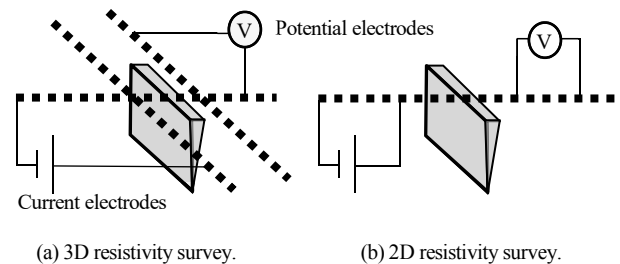 V
Potential electrodes
V
Current electrodes
(a) 3D resistivity survey.
(b) 2D resistivity survey.